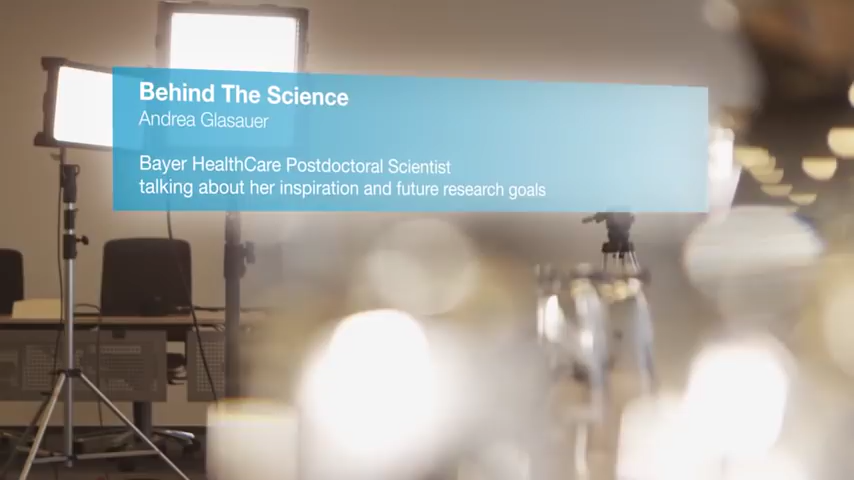 Behind The Science
Andrea Glasauer
Bayer HealthCare Postdoctoral Scientist
talking about her inspiration and future research goals